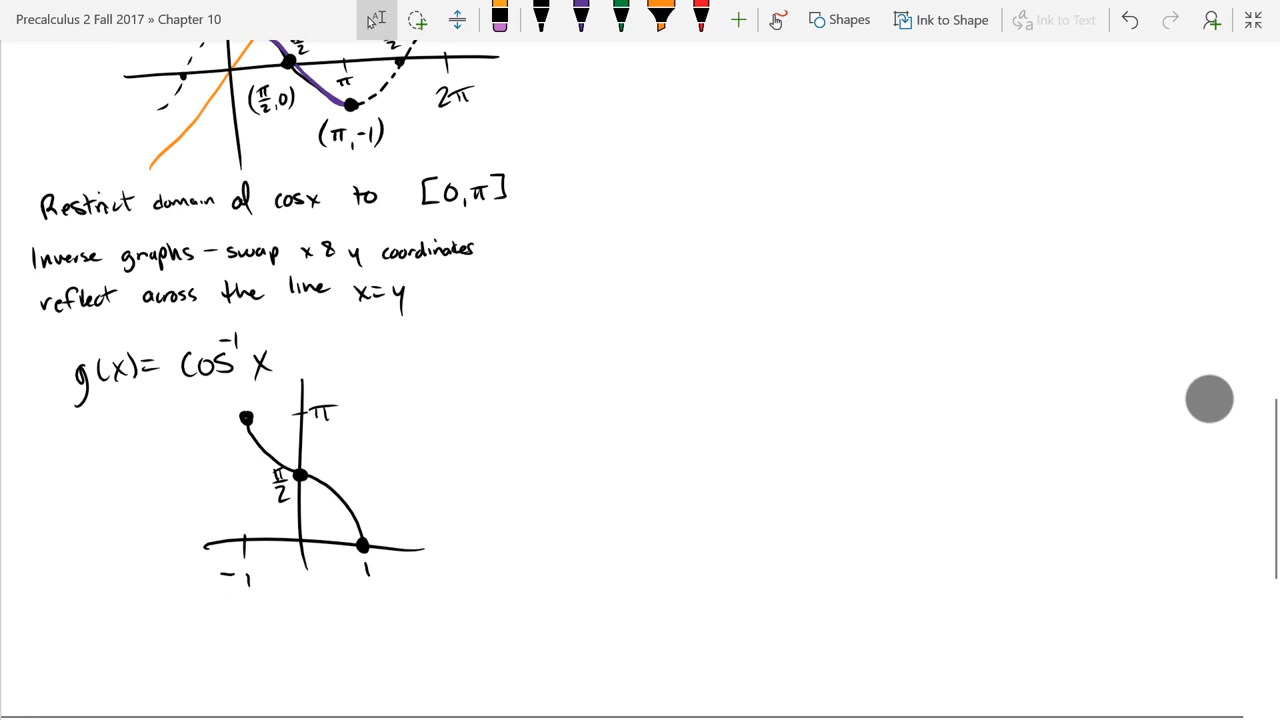 Precalculus 2 Fall 2017 » Chapter 10
Shapes
Ink to Shape
Ink to Text
π
2π
(π/2, 0)
(π, -1)
Restrict domain of cosx to [0, π]
Inverse graphs - swap x & y coordinates
reflect across the line x=y
g(x) = cos⁻¹ x
π
π/2
-1
1